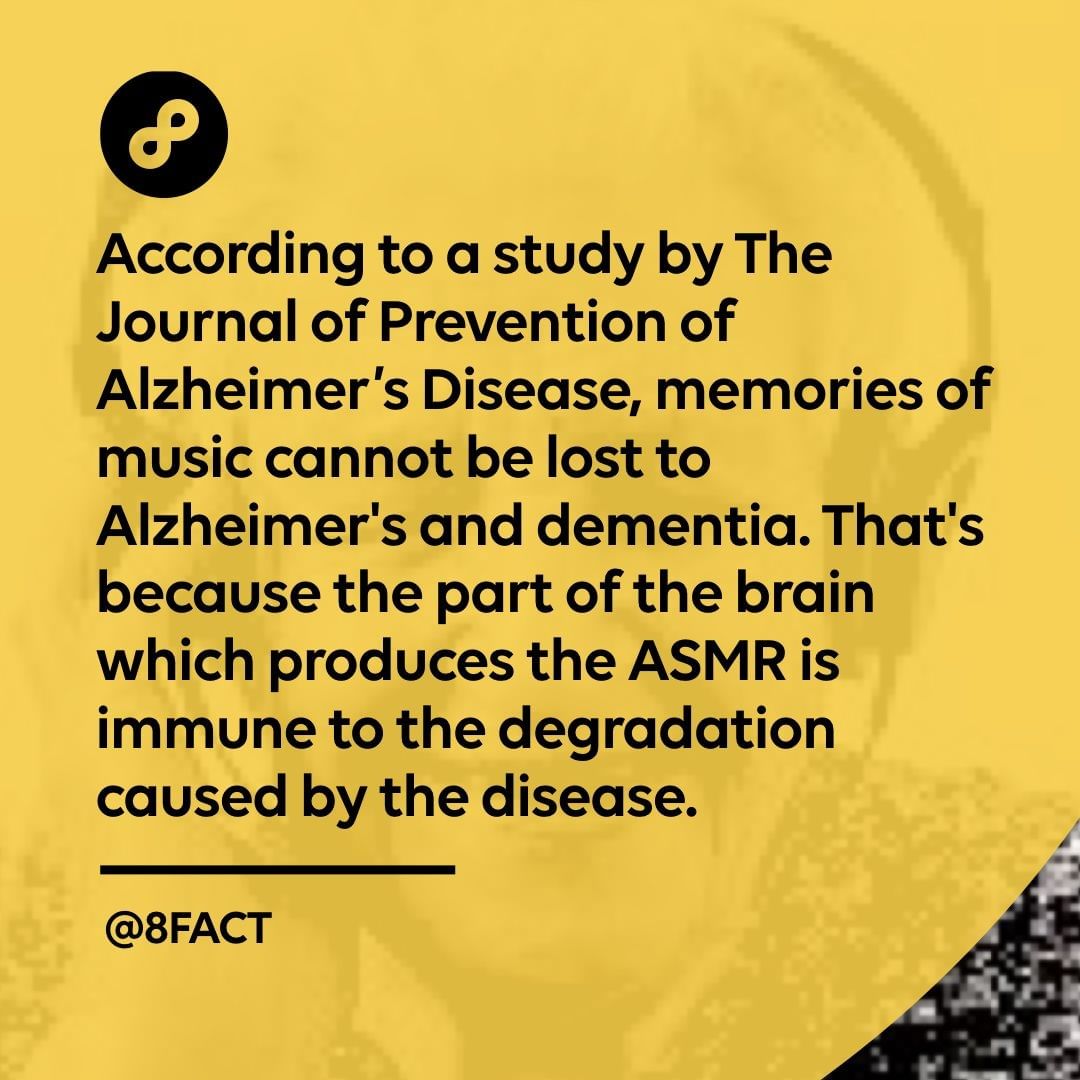 According to a study by The
Journal of Prevention of
Alzheimer’s Disease, memories of
music cannot be lost to
Alzheimer's and dementia. That's
because the part of the brain
which produces the ASMR is
immune to the degradation
caused by the disease.
@8FACT